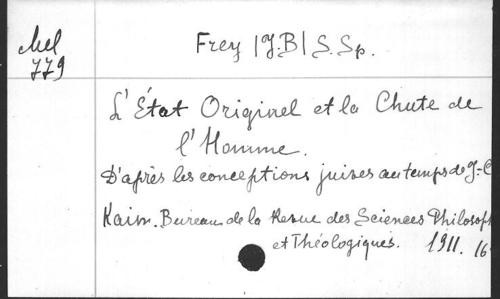 Mel
779
Frey (J.B) S.Sp.
L'État Originel et la Chute de
l'Homme.
D'après les conceptions juives au temps de J-C
Kain. Bureau de la Revue des Sciences Philosoph
et Théologiques. 1911. 16